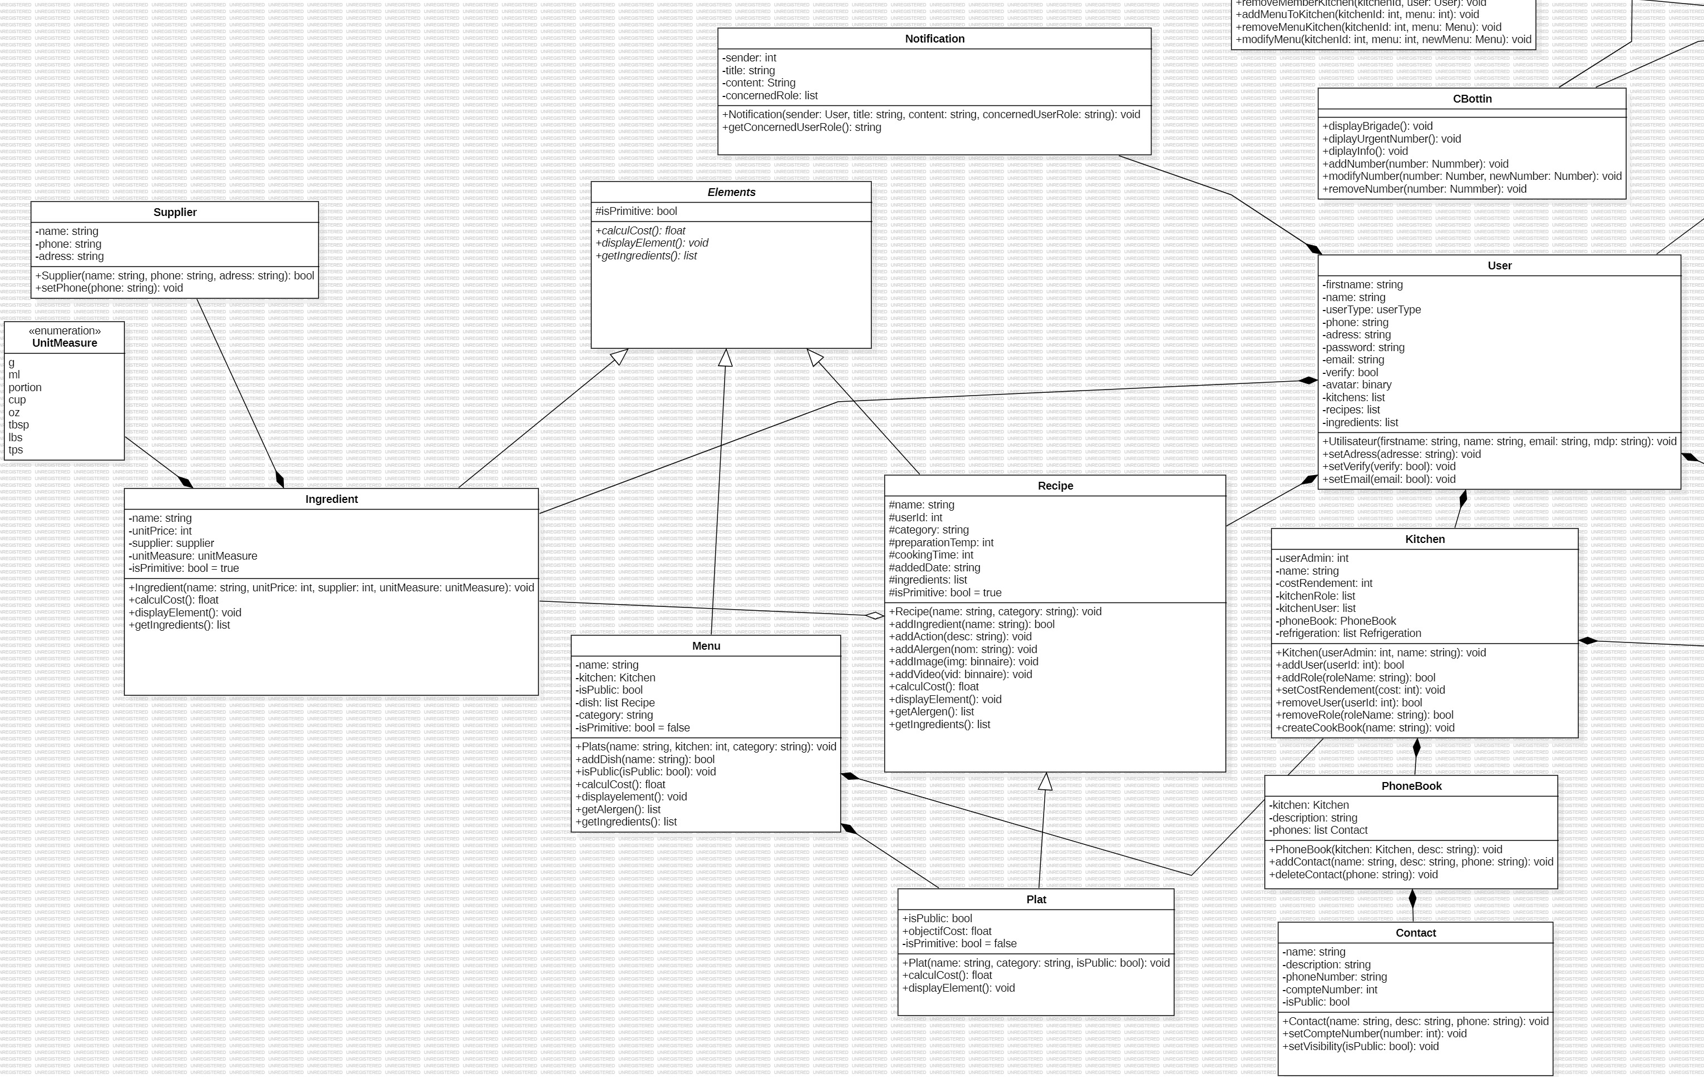 +removeMemberKitchen(kitchenId, user: User): void
+addMenuToKitchen(kitchenId: int, menu: int): void
+removeMenuKitchen(kitchenId: int, menu: Menu): void
+modifyMenu(kitchenId: int, menu: int, newMenu: Menu): void
Notification
-sender: int
-title: string
-content: String
-concernedRole: list
+Notification(sender: User, title: string, content: string, concernedUserRole: string): void
+getConcernedUserRole(): string
CBottin
+displayBrigade(): void
+diplayUrgentNumber(): void
+diplayInfo(): void
+addNumber(number: Nummber): void
+modifyNumber(number: Number, newNumber: Number): void
+removeNumber(number: Nummber): void
Elements
#isPrimitive: bool
+calculCost(): float
+displayElement(): void
+getIngredients(): list
Supplier
-name: string
-phone: string
-adress: string
+Supplier(name: string, phone: string, adress: string): bool
+setPhone(phone: string): void
«enumeration»
UnitMeasure
g
ml
portion
cup
oz
tbsp
lbs
tps
User
-firstname: string
-name: string
-userType: userType
-phone: string
-adress: string
-password: string
-email: string
-verify: bool
-avatar: binary
-kitchens: list
-recipes: list
-ingredients: list
+Utilisateur(firstname: string, name: string, email: string, mdp: string): void
+setAdress(adresse: string): void
+setVerify(verify: bool): void
+setEmail(email: bool): void
Ingredient
-name: string
-unitPrice: int
-supplier: supplier
-unitMeasure: unitMeasure
-isPrimitive: bool = true
+Ingredient(name: string, unitPrice: int, supplier: int, unitMeasure: unitMeasure): void
+calculCost(): float
+displayElement(): void
+getIngredients(): list
Recipe
#name: string
#userId: int
#category: string
#preparationTemp: int
#cookingTime: int
#addedDate: string
#ingredients: list
#isPrimitive: bool = true
+Recipe(name: string, category: string): void
+addIngredient(name: string): bool
+addAction(desc: string): void
+addAlergen(nom: string): void
+addImage(img: binnaire): void
+addVideo(vid: binnaire): void
+calculCost(): float
+displayElement(): void
+getAlergen(): list
+getIngredients(): list
Kitchen
-userAdmin: int
-name: string
-costRendement: int
-kitchenRole: list
-kitchenUser: list
-phoneBook: PhoneBook
-refrigeration: list Refrigeration
+Kitchen(userAdmin: int, name: string): void
+addUser(userId: int): bool
+addRole(roleName: string): bool
+setCostRendement(cost: int): void
+removeUser(userId: int): bool
+removeRole(roleName: string): bool
+createCookBook(name: string): void
Menu
-name: string
-kitchen: Kitchen
-isPublic: bool
-dish: list Recipe
-category: string
-isPrimitive: bool = false
+Plats(name: string, kitchen: int, category: string): void
+addDish(name: string): bool
+isPublic(isPublic: bool): void
+calculCost(): float
+displayelement(): void
+getAlergen(): list
+getIngredients(): list
PhoneBook
-kitchen: Kitchen
-description: string
-phones: list Contact
+PhoneBook(kitchen: Kitchen, desc: string): void
+addContact(name: string, desc: string, phone: string): void
+deleteContact(phone: string): void
Plat
+isPublic: bool
+objectifCost: float
-isPrimitive: bool = false
+Plat(name: string, category: string, isPublic: bool): void
+calculCost(): float
+displayElement(): void
Contact
-name: string
-description: string
-phoneNumber: string
-compteNumber: int
-isPublic: bool
+Contact(name: string, desc: string, phone: string): void
+setCompteNumber(number: int): void
+setVisibility(isPublic: bool): void